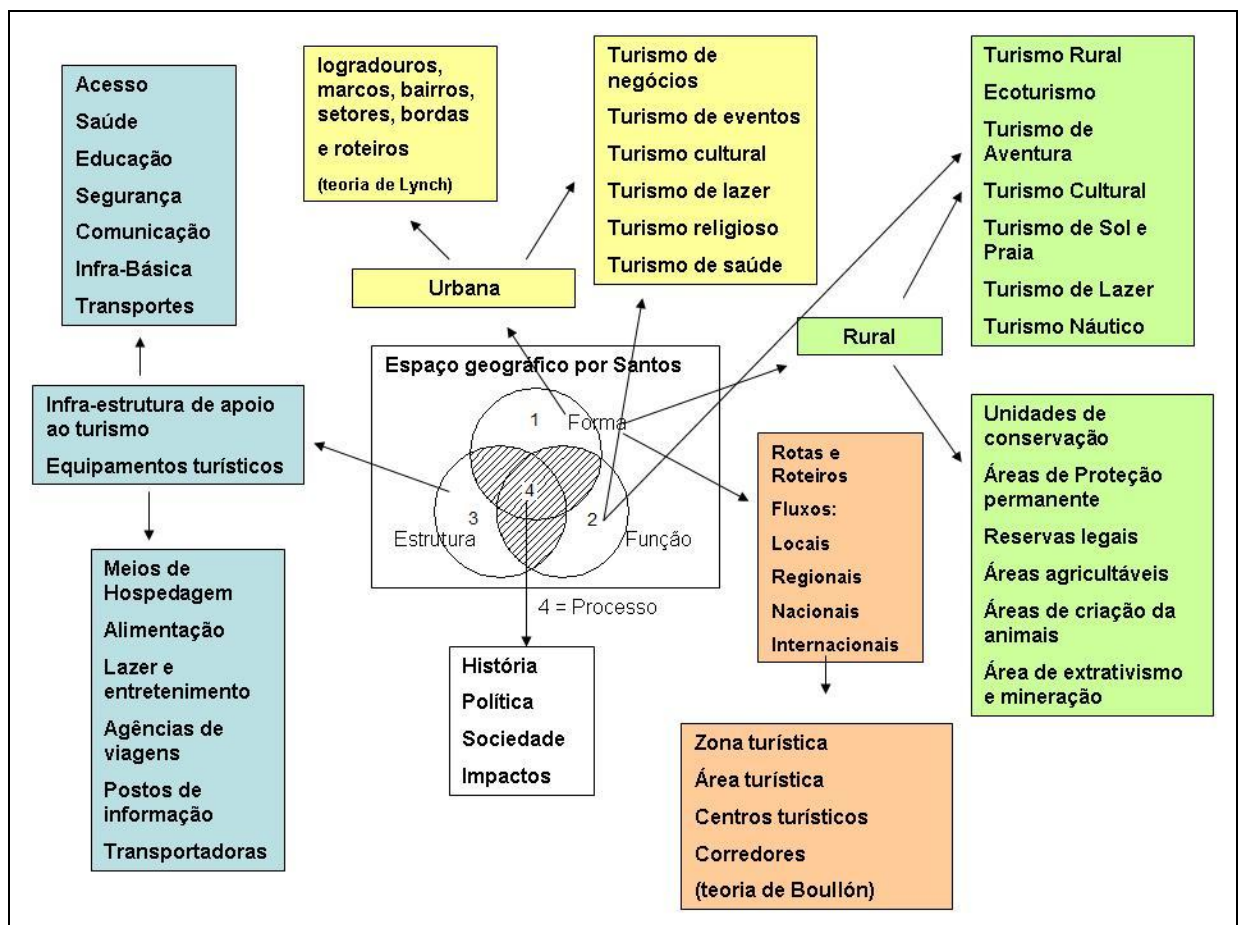 Acesso
Saúde
Educação
Segurança
Comunicação
Infra-Básica
Transportes
logradouros,
marcos, bairros,
setores, bordas
e roteiros
(teoria de Lynch)
Turismo de
negócios
Turismo de eventos
Turismo cultural
Turismo de lazer
Turismo religioso
Turismo de saúde
Turismo Rural
Ecoturismo
Turismo de
Aventura
Turismo Cultural
Turismo de Sol e
Praia
Turismo de Lazer
Turismo Náutico
Urbana
Rural
Espaço geográfico por Santos
1
Forma
4
3
2
Estrutura
Função
4 = Processo
Infra-estrutura de apoio
ao turismo
Equipamentos turísticos
Meios de
Hospedagem
Alimentação
Lazer e
entretenimento
Agências de
viagens
Postos de
informação
Transportadoras
História
Política
Sociedade
Impactos
Rotas e
Roteiros
Fluxos:
Locais
Regionais
Nacionais
Internacionais
Unidades de
conservação
Áreas de Proteção
permanente
Reservas legais
Áreas agricultáveis
Áreas de criação da
animais
Área de extrativismo
e mineração
Zona turística
Área turística
Centros turísticos
Corredores
(teoria de Boullón)